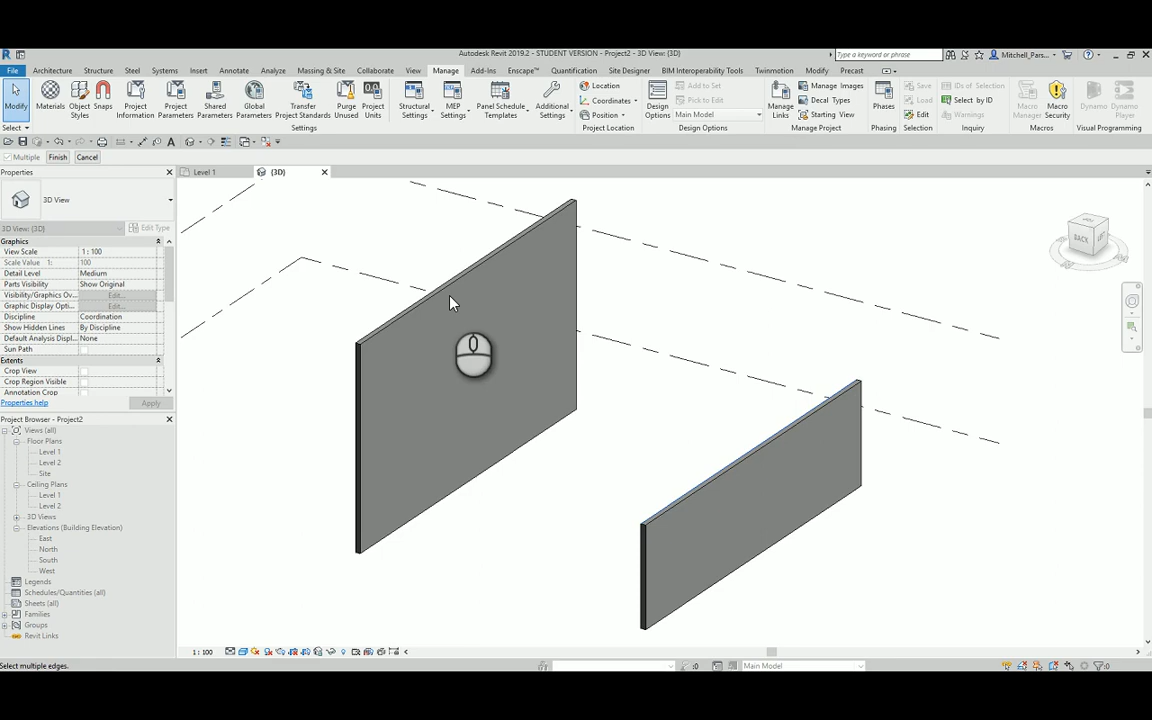 Autodesk Revit 2019.2 - STUDENT VERSION - Project2 - 3D View: {3D}
Type a keyword or phrase
Mitchell_Pars...
File Architecture Structure Steel Systems Insert Annotate Analyze Massing & Site Collaborate View Manage Add-Ins Enscape™ Quantification Site Designer BIM Interoperability Tools Twinmotion Modify Precast
Modify
Materials
Object Styles
Snaps
Project Information
Project Parameters
Shared Parameters
Global Parameters
Transfer Project Standards
Purge Unused
Project Units
Structural Settings
MEP Settings
Panel Schedule Templates
Additional Settings
Location
Coordinates
Position
Design Options
Add to Set
Pick to Edit
Main Model
Manage Links
Manage Images
Decal Types
Starting View
Phases
Save
Load
Edit
IDs of Selection
Select by ID
Warnings
Macro Manager
Macro Security
Dynamo
Dynamo Player
Select Settings Project Location Design Options Manage Project Phasing Selection Inquiry Macros Visual Programming
Multiple Finish Cancel
Properties
Level 1
{3D}
3D View
3D View: {3D} Edit Type
Graphics
View Scale 1 : 100
Scale Value 1: 100
Detail Level Medium
Parts Visibility Show Original
Visibility/Graphics Ov... Edit...
Graphic Display Opti... Edit...
Discipline Coordination
Show Hidden Lines By Discipline
Default Analysis Displ... None
Sun Path
Extents
Crop View
Crop Region Visible
Annotation Crop
Properties help Apply
Project Browser - Project2
Views (all)
Floor Plans
Level 1
Level 2
Site
Ceiling Plans
Level 1
Level 2
3D Views
Elevations (Building Elevation)
East
North
South
West
Legends
Schedules/Quantities (all)
Sheets (all)
Families
Groups
Revit Links
BACK
LEFT
1 : 100
Select multiple edges.
:0
Main Model
:0